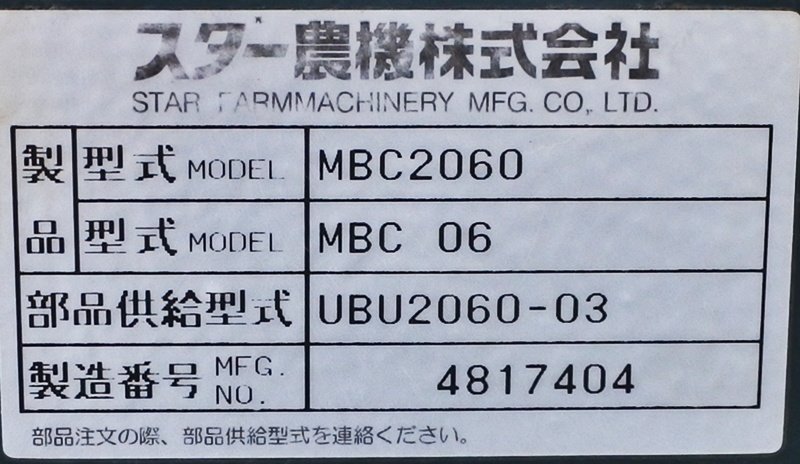 スター農機株式会社
STAR FARMMACHINERY MFG. CO., LTD.
製品 型式 MODEL MBC2060
型式 MODEL MBC 06
部品供給型式 UBU2060-03
製造番号 MFG. NO. 4817404
部品注文の際、部品供給型式を連絡ください。